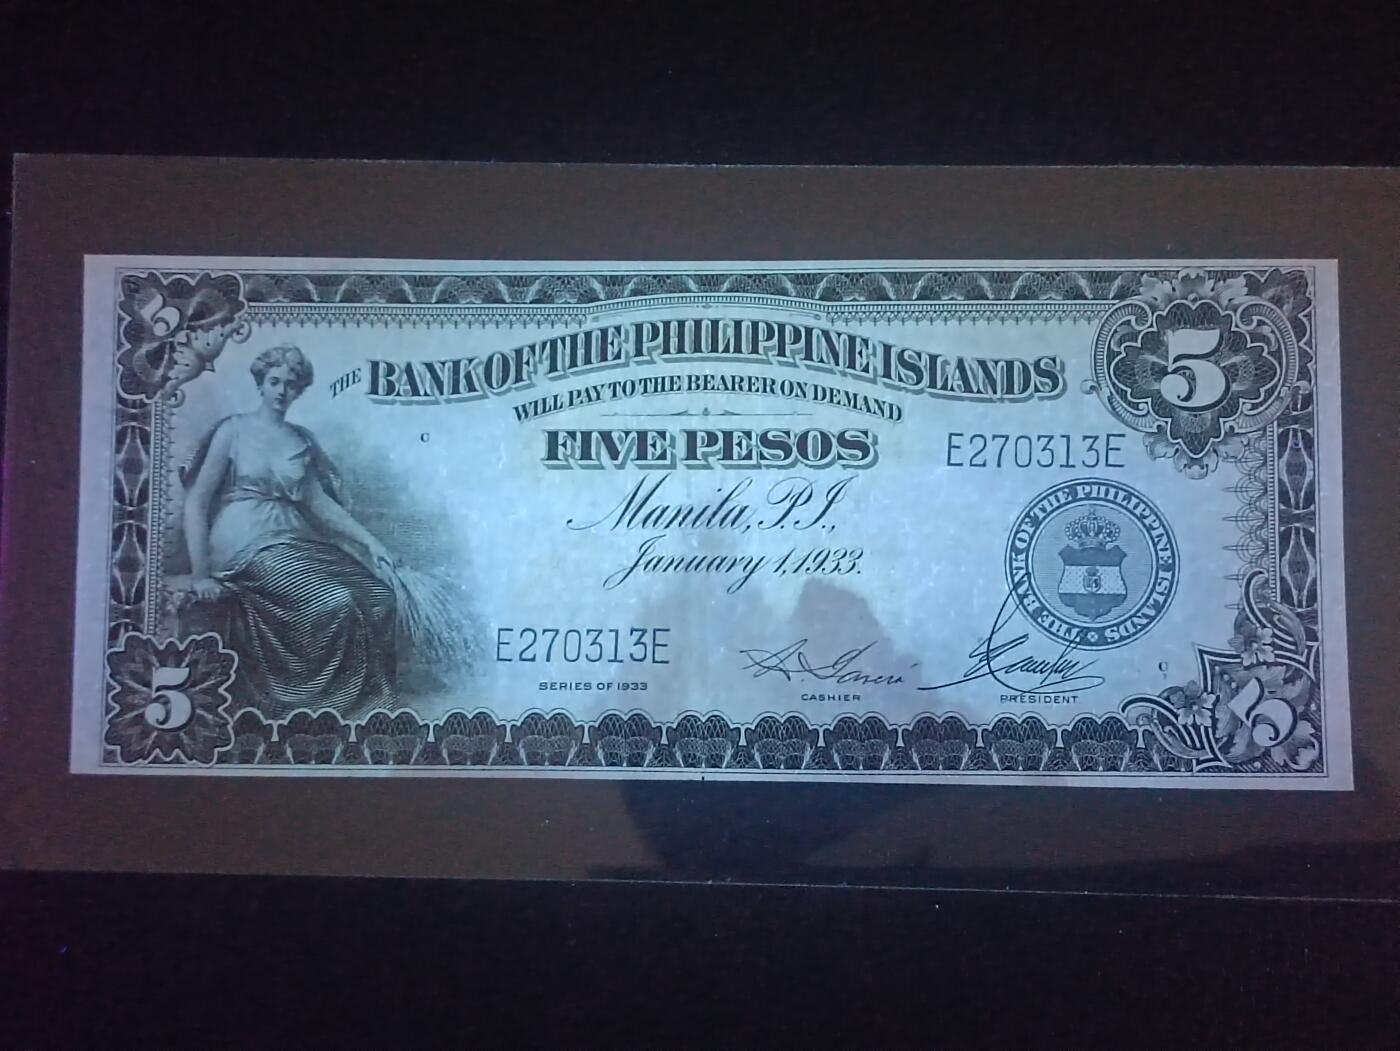 5
5
THE BANK OF THE PHILIPPINE ISLANDS
WILL PAY TO THE BEARER ON DEMAND
C
FIVE PESOS
E270313E
Manila, P.I.,
January 1, 1933.
THE BANK OF THE PHILIPPINE ISLANDS
E270313E
SERIES OF 1933
CASHIER
PRESIDENT
C
5
5